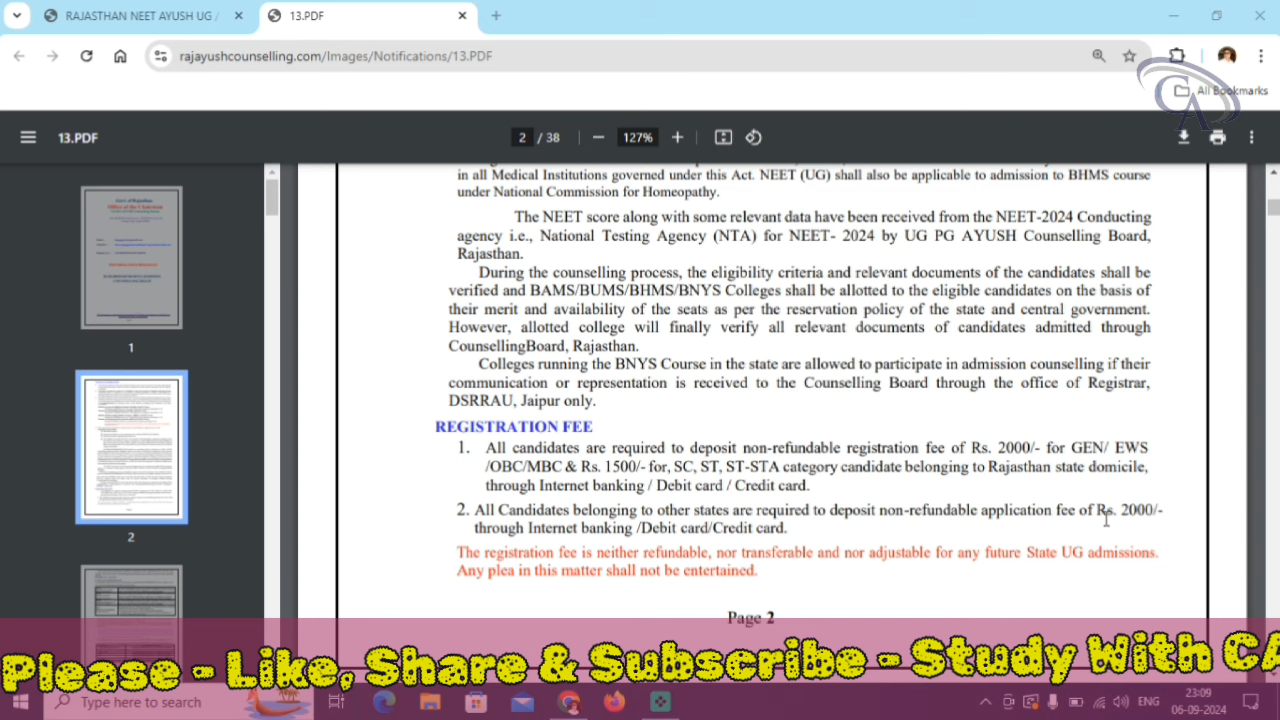 RAJASTHAN NEET AYUSH UG /
13.PDF
rajayushcounselling.com/Images/Notifications/13.PDF
All Bookmarks
CA
13.PDF
2 / 38
127%
in all Medical Institutions governed under this Act. NEET (UG) shall also be applicable to admission to BHMS course
under National Commission for Homeopathy.
The NEET score along with some relevant data have been received from the NEET-2024 Conducting
agency i.e., National Testing Agency (NTA) for NEET- 2024 by UG PG AYUSH Counselling Board,
Rajasthan.
During the counselling process, the eligibility criteria and relevant documents of the candidates shall be
verified and BAMS/BUMS/BHMS/BNYS Colleges shall be allotted to the eligible candidates on the basis of
their merit and availability of the seats as per the reservation policy of the state and central government.
However, allotted college will finally verify all relevant documents of candidates admitted through
CounsellingBoard, Rajasthan.
Colleges running the BNYS Course in the state are allowed to participate in admission counselling if their
communication or representation is received to the Counselling Board through the office of Registrar,
DSRRAU, Jaipur only.
REGISTRATION FEE
1. All candidates are required to deposit non-refundable registration fee of Rs. 2000/- for GEN/ EWS
/OBC/MBC & Rs. 1500/- for, SC, ST, ST-STA category candidate belonging to Rajasthan state domicile,
through Internet banking / Debit card / Credit card.
2. All Candidates belonging to other states are required to deposit non-refundable application fee of Rs. 2000/-
through Internet banking /Debit card/Credit card.
The registration fee is neither refundable, nor transferable and nor adjustable for any future State UG admissions.
Any plea in this matter shall not be entertained.
Page 2
1
2
Please - Like, Share & Subscribe - Study With CA
Type here to search
ENG
23:09
06-09-2024